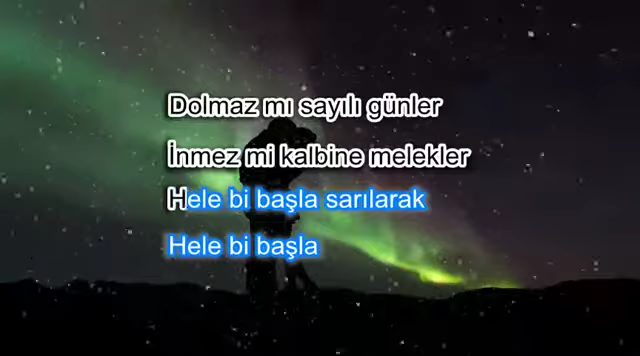 Dolmaz mı sayılı günler
İnmez mi kalbine melekler
Hele bi başla sarılarak
Hele bi başla